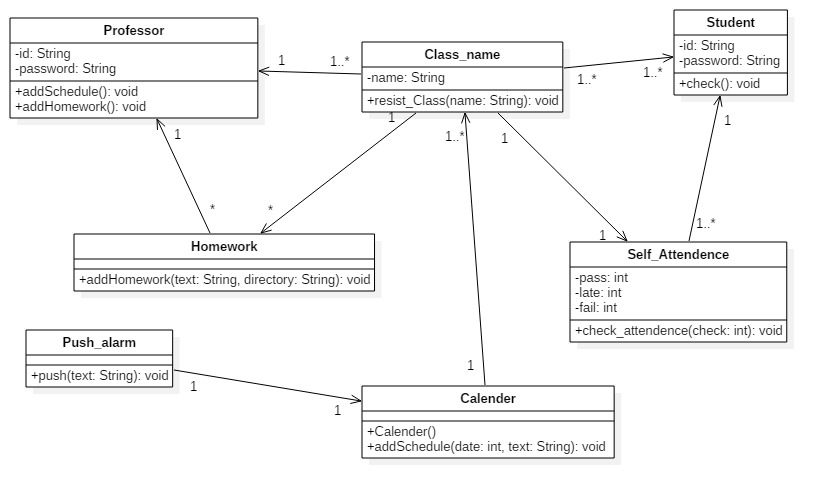 Professor
-id: String
-password: String
+addSchedule(): void
+addHomework(): void
1
1..*
Class_name
-name: String
+resist_Class(name: String): void
1..*
1..*
Student
-id: String
-password: String
+check(): void
1
1
1..*
1
1
*
*
1..*
1
Homework
+addHomework(text: String, directory: String): void
Self_Attendence
-pass: int
-late: int
-fail: int
+check_attendence(check: int): void
Push_alarm
+push(text: String): void
1
1
1
Calender
+Calender()
+addSchedule(date: int, text: String): void